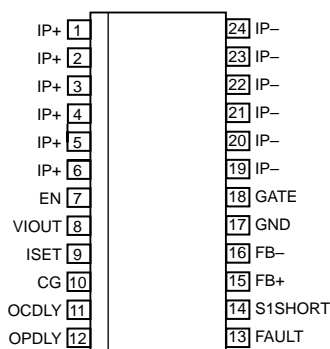 IP+ 1 24 IP–
IP+ 2 23 IP–
IP+ 3 22 IP–
IP+ 4 21 IP–
IP+ 5 20 IP–
IP+ 6 19 IP–
EN 7 18 GATE
VIOUT 8 17 GND
ISET 9 16 FB–
CG 10 15 FB+
OCDLY 11 14 S1SHORT
OPDLY 12 13 FAULT